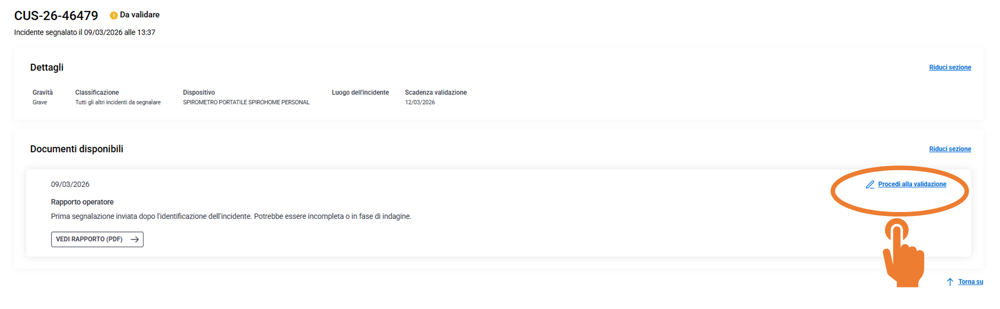 CUS-26-46479 Da validare
Incidente segnalato il 09/03/2026 alle 13:37
Dettagli Riduci sezione
Gravità Classificazione Dispositivo Luogo dell'incidente Scadenza validazione
Grave Tutti gli altri incidenti da segnalare SPIROMETRO PORTATILE SPIROHOME PERSONAL 12/03/2026
Documenti disponibili Riduci sezione
09/03/2026 Procedi alla validazione
Rapporto operatore
Prima segnalazione inviata dopo l'identificazione dell'incidente. Potrebbe essere incompleta o in fase di indagine.
VEDI RAPPORTO (PDF)
Torna su